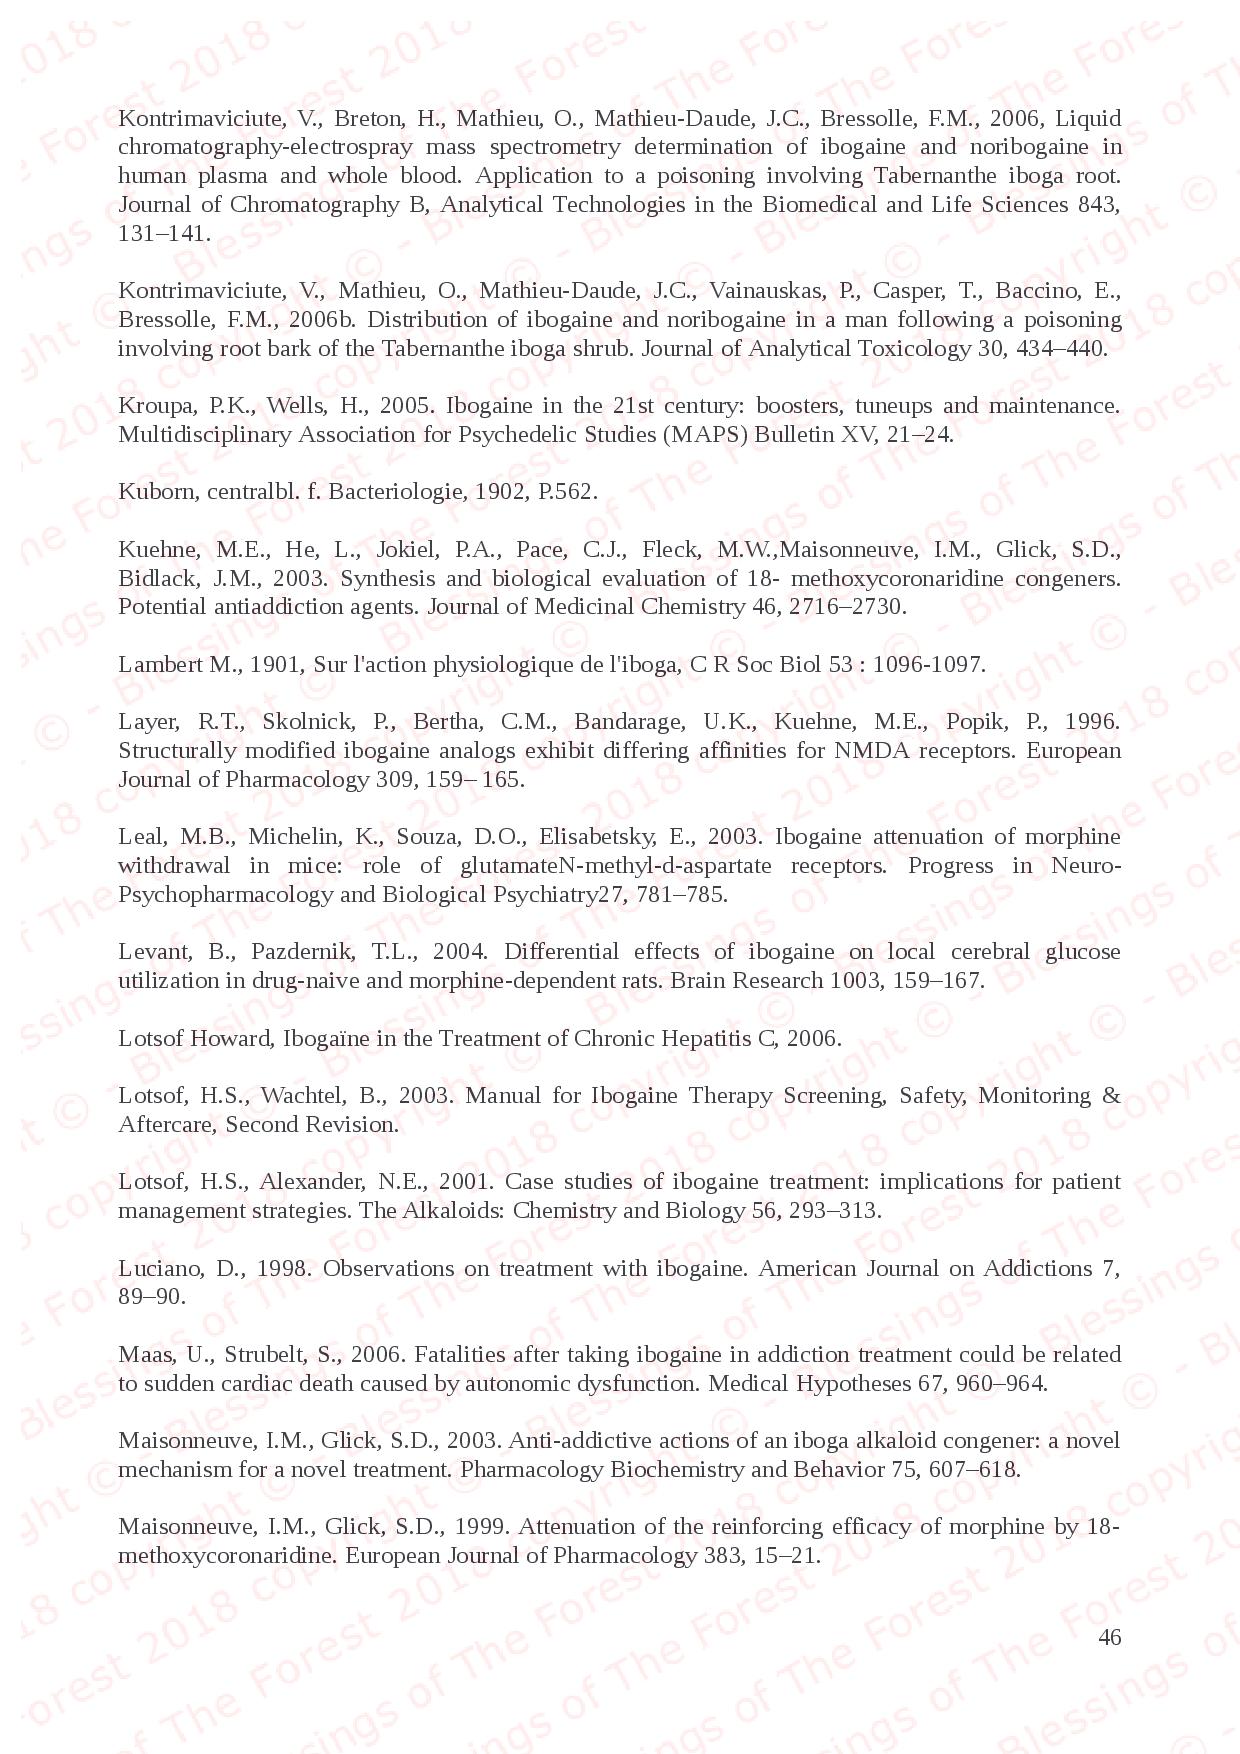 Kontrimaviciute, V., Breton, H., Mathieu, O., Mathieu-Daude, J.C., Bressolle, F.M., 2006, Liquid
chromatography-electrospray mass spectrometry determination of ibogaine and noribogaine in
human plasma and whole blood. Application to a poisoning involving Tabernanthe iboga root.
Journal of Chromatography B, Analytical Technologies in the Biomedical and Life Sciences 843,
131–141.
Kontrimaviciute, V., Mathieu, O., Mathieu-Daude, J.C., Vainauskas, P., Casper, T., Baccino, E.,
Bressolle, F.M., 2006b. Distribution of ibogaine and noribogaine in a man following a poisoning
involving root bark of the Tabernanthe iboga shrub. Journal of Analytical Toxicology 30, 434–440.
Kroupa, P.K., Wells, H., 2005. Ibogaine in the 21st century: boosters, tuneups and maintenance.
Multidisciplinary Association for Psychedelic Studies (MAPS) Bulletin XV, 21–24.
Kuborn, centralbl. f. Bacteriologie, 1902, P.562.
Kuehne, M.E., He, L., Jokiel, P.A., Pace, C.J., Fleck, M.W.,Maisonneuve, I.M., Glick, S.D.,
Bidlack, J.M., 2003. Synthesis and biological evaluation of 18- methoxycoronaridine congeners.
Potential antiaddiction agents. Journal of Medicinal Chemistry 46, 2716–2730.
Lambert M., 1901, Sur l'action physiologique de l'iboga, C R Soc Biol 53 : 1096-1097.
Layer, R.T., Skolnick, P., Bertha, C.M., Bandarage, U.K., Kuehne, M.E., Popik, P., 1996.
Structurally modified ibogaine analogs exhibit differing affinities for NMDA receptors. European
Journal of Pharmacology 309, 159– 165.
Leal, M.B., Michelin, K., Souza, D.O., Elisabetsky, E., 2003. Ibogaine attenuation of morphine
withdrawal in mice: role of glutamateN-methyl-d-aspartate receptors. Progress in Neuro-
Psychopharmacology and Biological Psychiatry27, 781–785.
Levant, B., Pazdernik, T.L., 2004. Differential effects of ibogaine on local cerebral glucose
utilization in drug-naive and morphine-dependent rats. Brain Research 1003, 159–167.
Lotsof Howard, Ibogaïne in the Treatment of Chronic Hepatitis C, 2006.
Lotsof, H.S., Wachtel, B., 2003. Manual for Ibogaine Therapy Screening, Safety, Monitoring &
Aftercare, Second Revision.
Lotsof, H.S., Alexander, N.E., 2001. Case studies of ibogaine treatment: implications for patient
management strategies. The Alkaloids: Chemistry and Biology 56, 293–313.
Luciano, D., 1998. Observations on treatment with ibogaine. American Journal on Addictions 7,
89–90.
Maas, U., Strubelt, S., 2006. Fatalities after taking ibogaine in addiction treatment could be related
to sudden cardiac death caused by autonomic dysfunction. Medical Hypotheses 67, 960–964.
Maisonneuve, I.M., Glick, S.D., 2003. Anti-addictive actions of an iboga alkaloid congener: a novel
mechanism for a novel treatment. Pharmacology Biochemistry and Behavior 75, 607–618.
Maisonneuve, I.M., Glick, S.D., 1999. Attenuation of the reinforcing efficacy of morphine by 18-
methoxycoronaridine. European Journal of Pharmacology 383, 15–21.
46